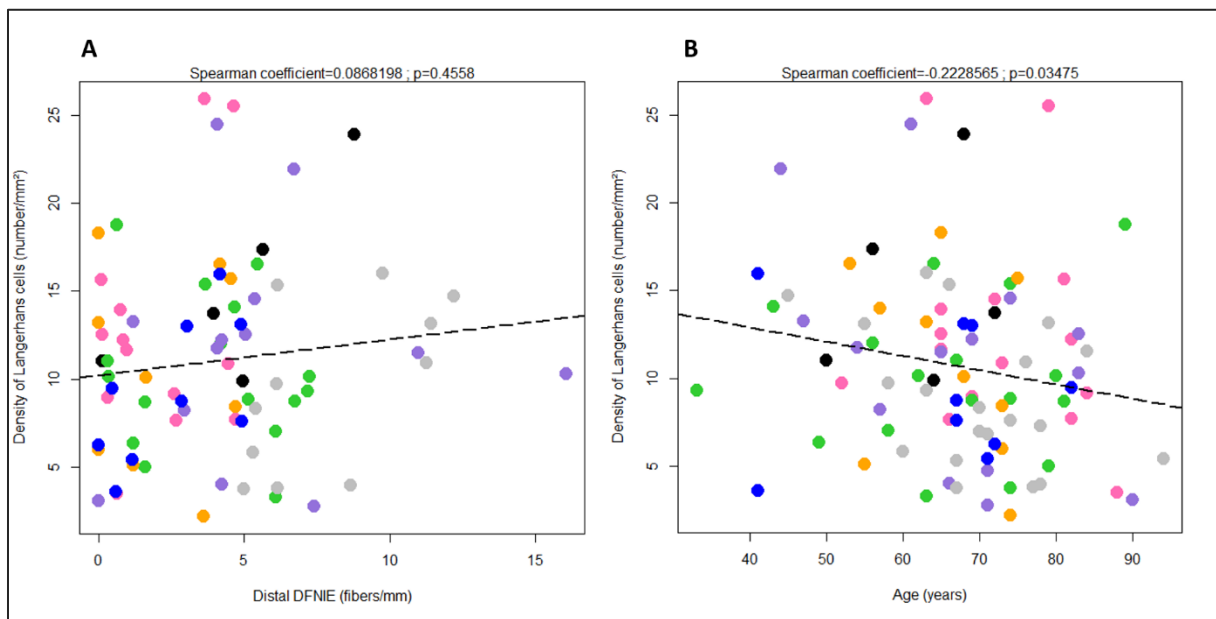 A
Spearman coefficient=0.0868198 ; p=0.4558
Density of Langerhans cells (number/mm²)
25
20
15
10
5
0 5 10 15
Distal DFNIE (fibers/mm)
B
Spearman coefficient=-0.2228565 ; p=0.03475
Density of Langerhans cells (number/mm²)
25
20
15
10
5
40 50 60 70 80 90
Age (years)